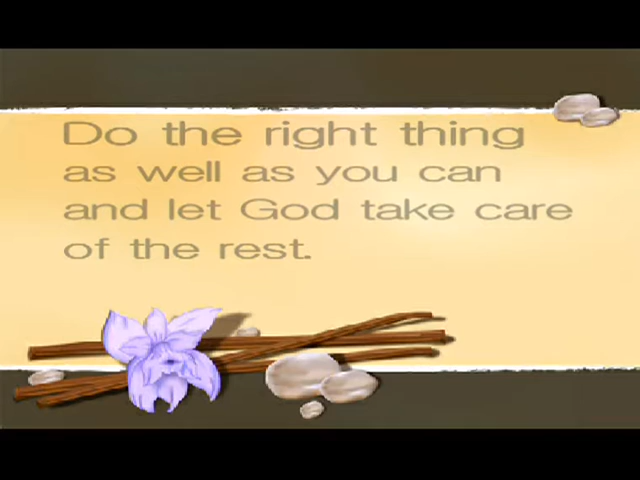 Do the right thing
as well as you can
and let God take care
of the rest.